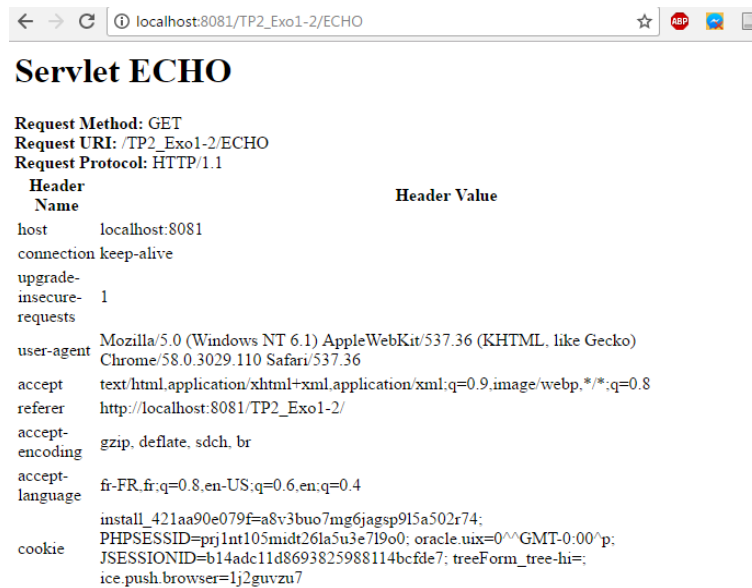 localhost:8081/TP2_Exo1-2/ECHO
ABP
Servlet ECHO
Request Method: GET
Request URI: /TP2_Exo1-2/ECHO
Request Protocol: HTTP/1.1
Header Name Header Value
host localhost:8081
connection keep-alive
upgrade-insecure-requests 1
user-agent Mozilla/5.0 (Windows NT 6.1) AppleWebKit/537.36 (KHTML, like Gecko)
Chrome/58.0.3029.110 Safari/537.36
accept text/html,application/xhtml+xml,application/xml;q=0.9,image/webp,*/*;q=0.8
referer http://localhost:8081/TP2_Exo1-2/
accept-encoding gzip, deflate, sdch, br
accept-language fr-FR,fr;q=0.8,en-US;q=0.6,en;q=0.4
cookie install_421aa90e079f=a8v3buo7mg6jagsp9l5a502r74;
PHPSESSID=prj1nt105midt26la5u3e7l9o0; oracle.uix=0^^GMT-0:00^p;
JSESSIONID=b14adc11d8693825988114bcfde7; treeForm_tree-hi=;
ice.push.browser=1j2guvzu7